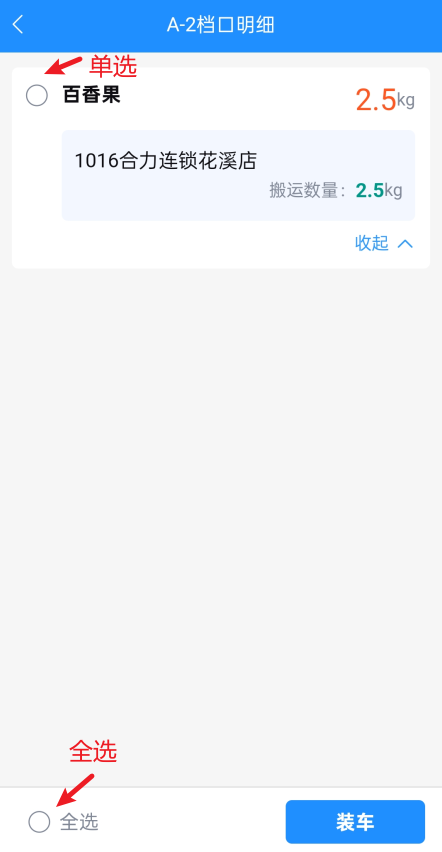 A-2档口明细
单选
百香果
2.5kg
1016合力连锁花溪店
搬运数量：2.5kg
收起
全选
全选
装车